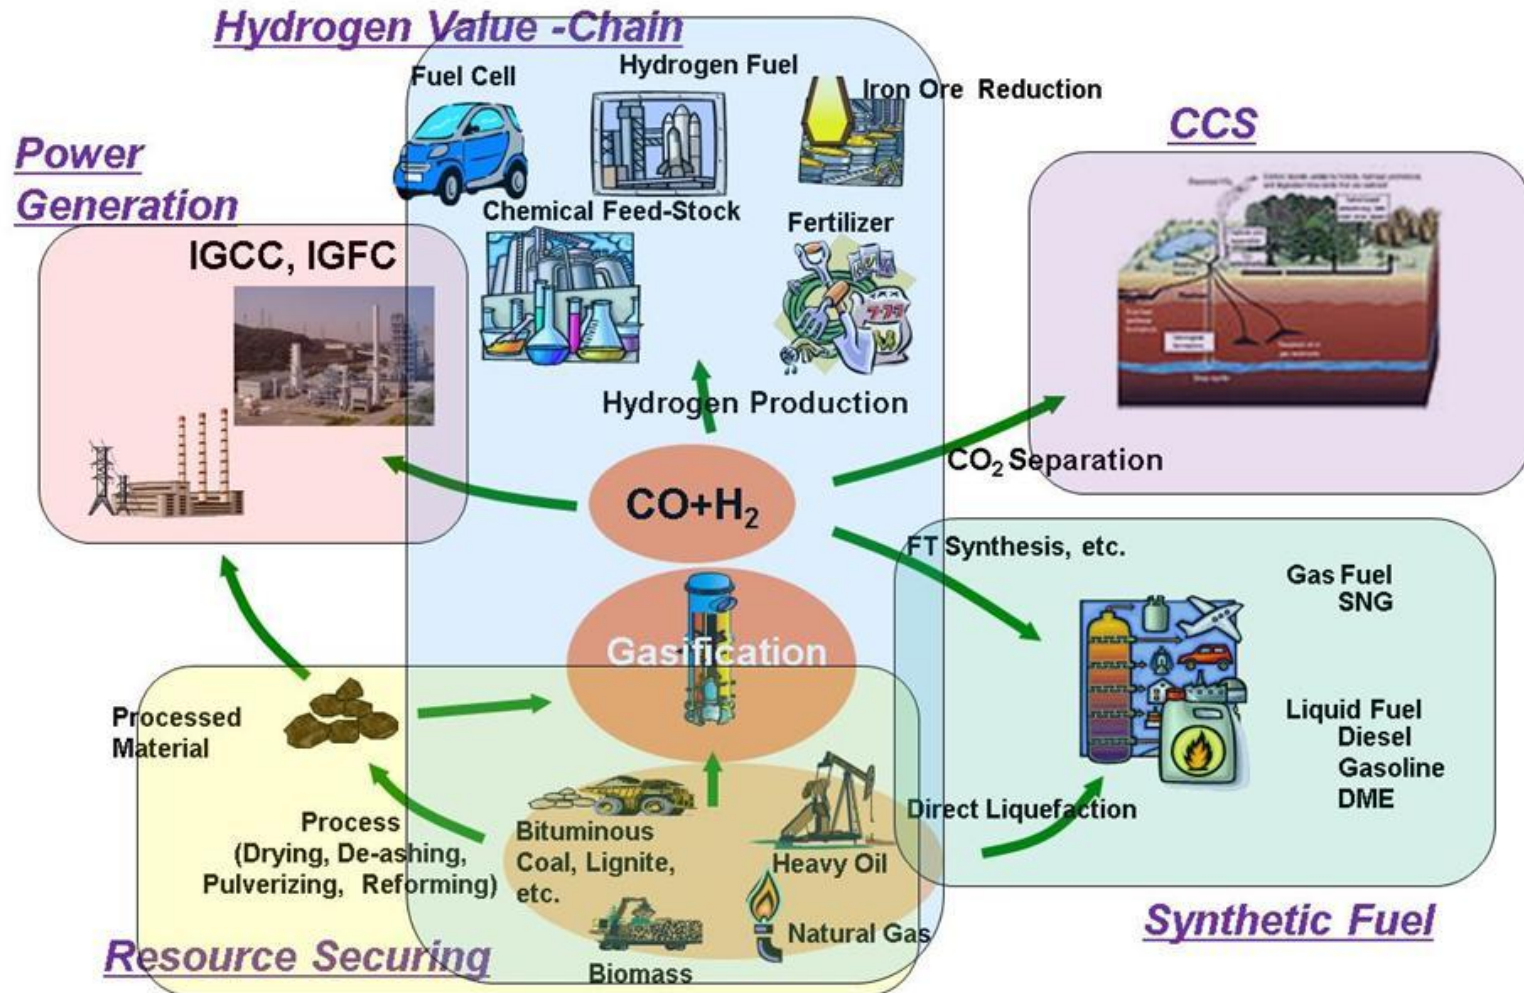 Hydrogen Value -Chain
Fuel Cell
Hydrogen Fuel
Iron Ore Reduction
CCS
Power
Generation
IGCC, IGFC
Chemical Feed-Stock
Fertilizer
Hydrogen Production
CO₂ Separation
CO+H₂
FT Synthesis, etc.
Gas Fuel
SNG
Gasification
Processed
Material
Liquid Fuel
Diesel
Gasoline
DME
Direct Liquefaction
Process
(Drying, De-ashing,
Pulverizing, Reforming)
Bituminous
Coal, Lignite,
etc.
Heavy Oil
Natural Gas
Biomass
Resource Securing
Synthetic Fuel